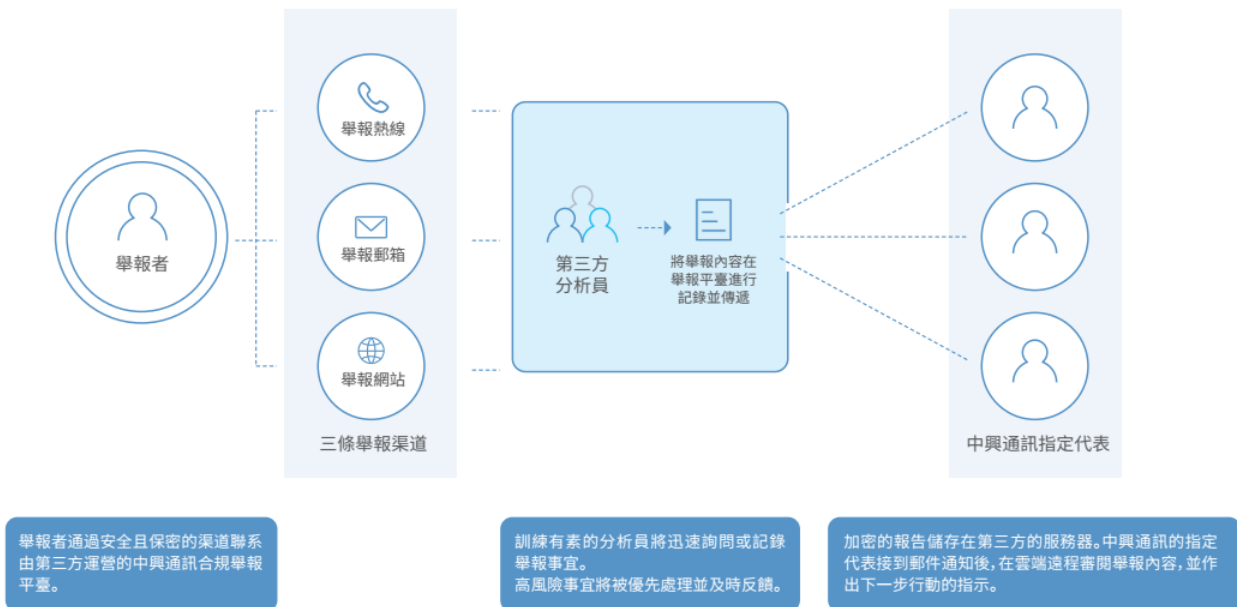 舉報者
舉報熱線
舉報郵箱
舉報網站
三條舉報渠道
第三方
分析員
將舉報內容在
舉報平臺進行
記錄並傳遞
中興通訊指定代表
舉報者通過安全且保密的渠道聯系
由第三方運營的中興通訊合規舉報
平臺。
訓練有素的分析員將迅速詢問或記錄
舉報事宜。
高風險事宜將被優先處理並及時反饋。
加密的報告儲存在第三方的服務器。中興通訊的指定
代表接到郵件通知後，在雲端遠程審閱舉報內容，並作
出下一步行動的指示。